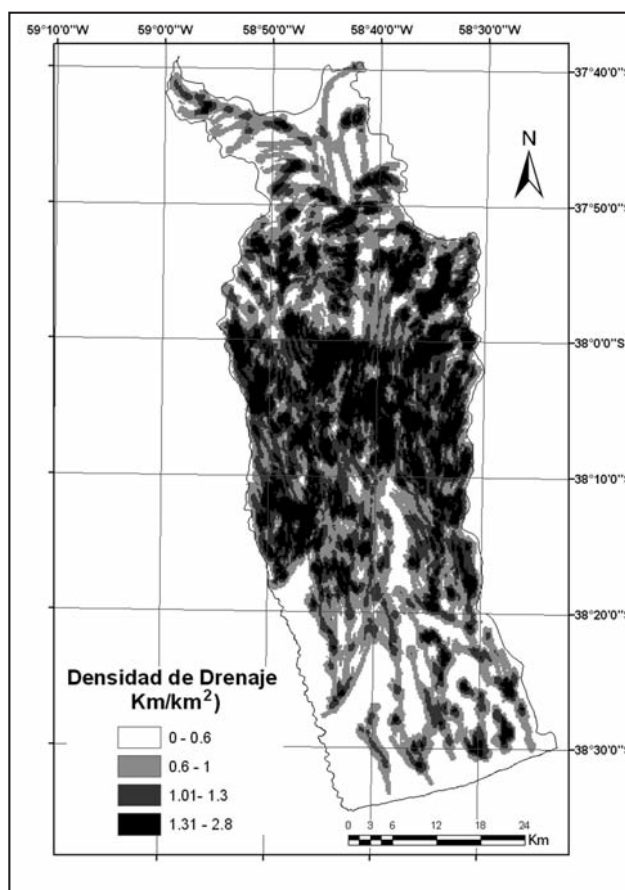 59°10'0"W 59°0'0"W 58°50'0"W 58°40'0"W 58°30'0"W
37°40'0"S
N
37°50'0"S
38°0'0"S
38°10'0"S
38°20'0"S
Densidad de Drenaje
Km/km²)
0 - 0.6
0.6 - 1
1.01 - 1.3
1.31 - 2.8
38°30'0"S
0 3 6 12 18 24
Km